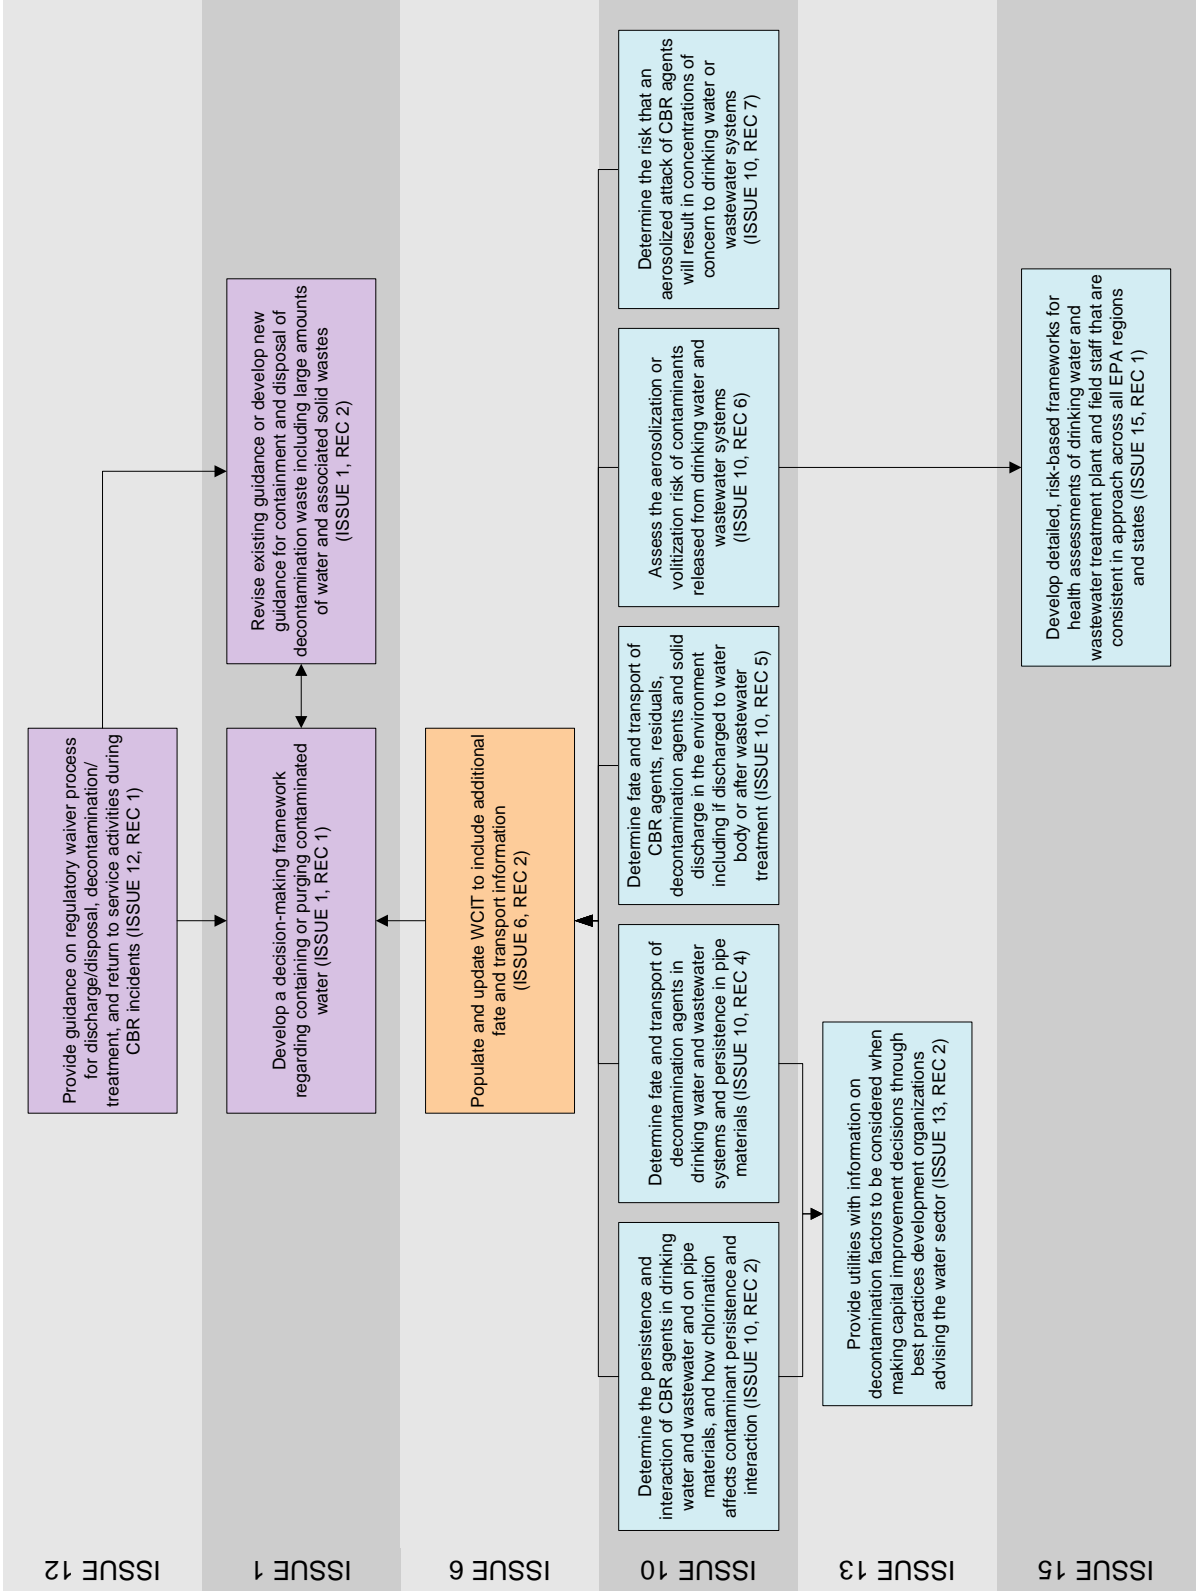 ISSUE 12
Provide guidance on regulatory waiver process
for discharge/disposal, decontamination/
treatment, and return to service activities during
CBR incidents (ISSUE 12, REC 1)
ISSUE 1
Develop a decision-making framework
regarding containing or purging contaminated
water (ISSUE 1, REC 1)
Revise existing guidance or develop new
guidance for containment and disposal of
decontamination waste including large amounts
of water and associated solid wastes
(ISSUE 1, REC 2)
ISSUE 6
Populate and update WCIT to include additional
fate and transport information
(ISSUE 6, REC 2)
ISSUE 10
Determine the persistence and
interaction of CBR agents in drinking
water and wastewater and on pipe
materials, and how chlorination
affects contaminant persistence and
interaction (ISSUE 10, REC 2)
Determine fate and transport of
decontamination agents in
drinking water and wastewater
systems and persistence in pipe
materials (ISSUE 10, REC 4)
Determine fate and transport of
CBR agents, residuals,
decontamination agents and solid
discharge in the environment
including if discharged to water
body or after wastewater
treatment (ISSUE 10, REC 5)
Assess the aerosolization or
volitization risk of contaminants
released from drinking water and
wastewater systems
(ISSUE 10, REC 6)
Determine the risk that an
aerosolized attack of CBR agents
will result in concentrations of
concern to drinking water or
wastewater systems
(ISSUE 10, REC 7)
ISSUE 13
Provide utilities with information on
decontamination factors to be considered when
making capital improvement decisions through
best practices development organizations
advising the water sector (ISSUE 13, REC 2)
ISSUE 15
Develop detailed, risk-based frameworks for
health assessments of drinking water and
wastewater treatment plant and field staff that are
consistent in approach across all EPA regions
and states (ISSUE 15, REC 1)